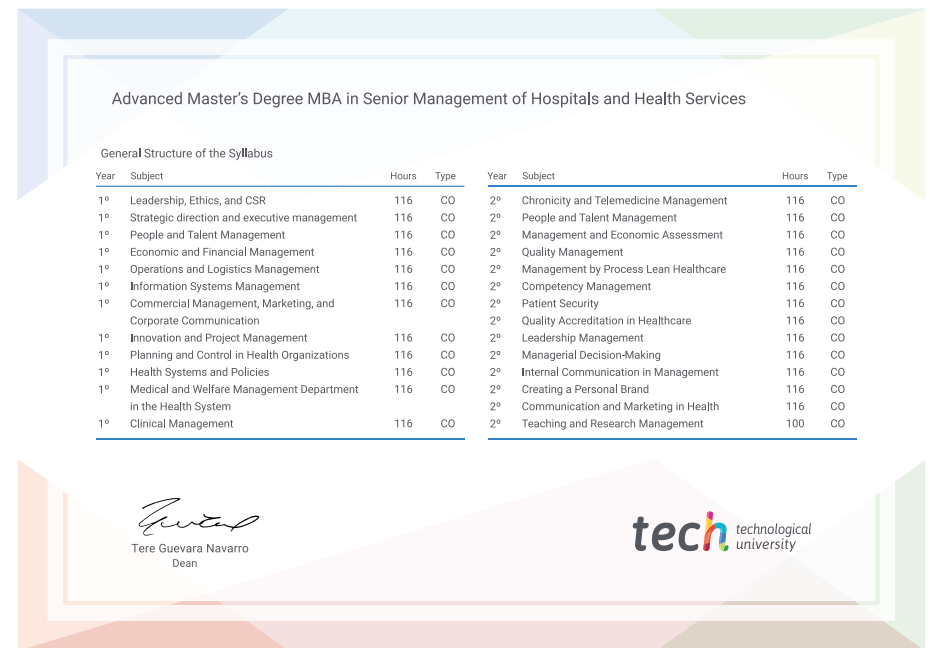 Advanced Master's Degree MBA in Senior Management of Hospitals and Health Services
General Structure of the Syllabus
Year Subject Hours Type
1º Leadership, Ethics, and CSR 116 CO
1º Strategic direction and executive management 116 CO
1º People and Talent Management 116 CO
1º Economic and Financial Management 116 CO
1º Operations and Logistics Management 116 CO
1º Information Systems Management 116 CO
1º Commercial Management, Marketing, and 116 CO
Corporate Communication
1º Innovation and Project Management 116 CO
1º Planning and Control in Health Organizations 116 CO
1º Health Systems and Policies 116 CO
1º Medical and Welfare Management Department 116 CO
in the Health System
1º Clinical Management 116 CO
Year Subject Hours Type
2º Chronicity and Telemedicine Management 116 CO
2º People and Talent Management 116 CO
2º Management and Economic Assessment 116 CO
2º Quality Management 116 CO
2º Management by Process Lean Healthcare 116 CO
2º Competency Management 116 CO
2º Patient Security 116 CO
2º Quality Accreditation in Healthcare 116 CO
2º Leadership Management 116 CO
2º Managerial Decision-Making 116 CO
2º Internal Communication in Management 116 CO
2º Creating a Personal Brand 116 CO
2º Communication and Marketing in Health 116 CO
2º Teaching and Research Management 100 CO
Tere Guevara Navarro
Dean
tech technological
university